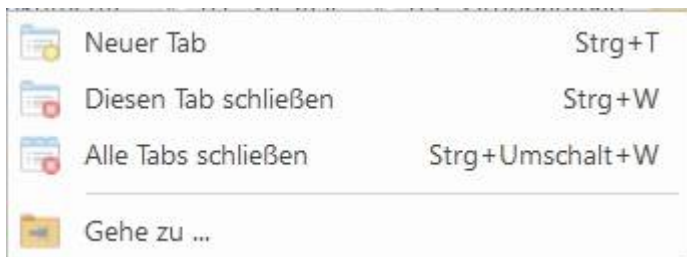 Neuer Tab Strg+T
Diesen Tab schließen Strg+W
Alle Tabs schließen Strg+Umschalt+W
Gehe zu ...